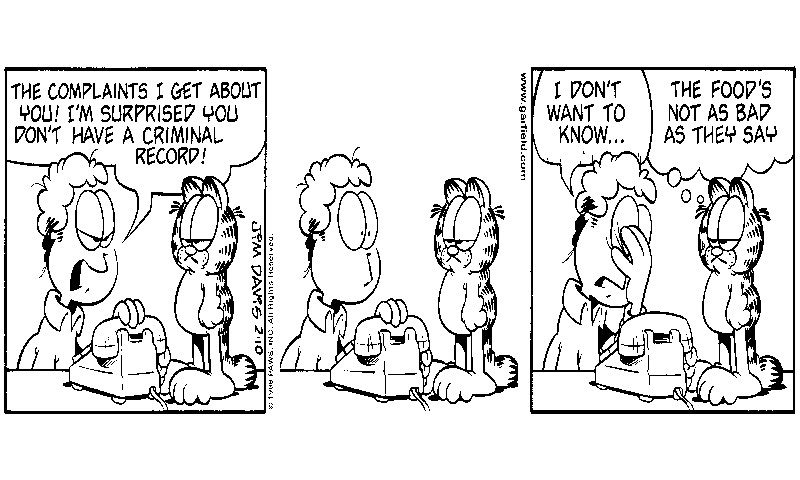 THE COMPLAINTS I GET ABOUT
YOU! I'M SURPRISED YOU
DON'T HAVE A CRIMINAL
RECORD!
JIM DAVIS 2·10
© 1998 PAWS, INC. All Rights Reserved.
www.garfield.com
I DON'T
WANT TO
KNOW...
THE FOOD'S
NOT AS BAD
AS THEY SAY